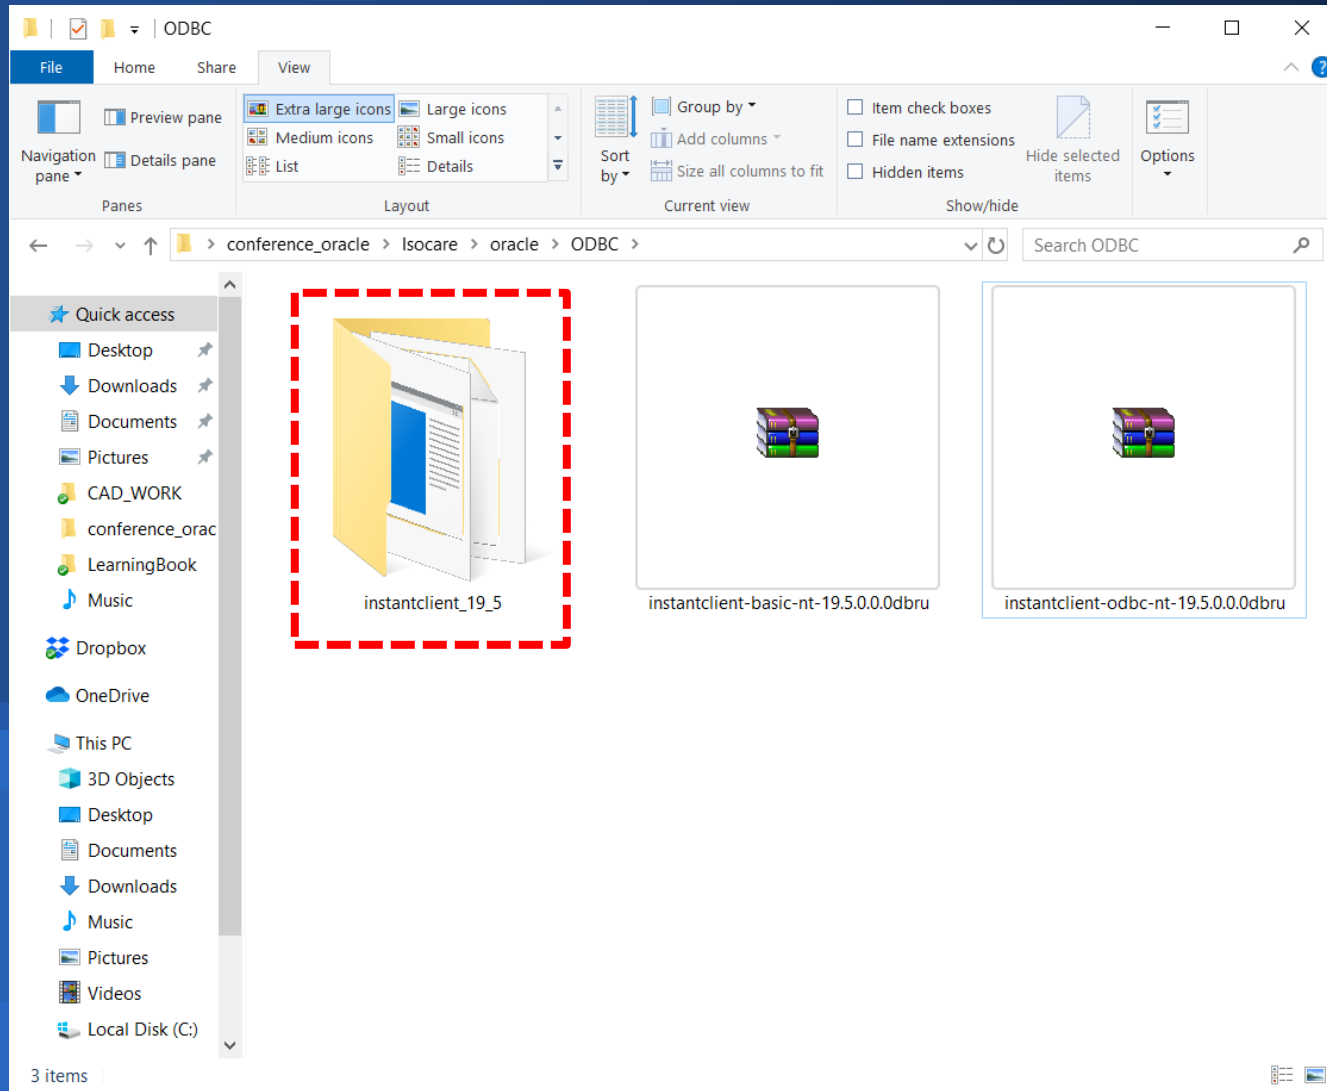 ODBC
File Home Share View
?
Navigation pane
Preview pane
Details pane
Panes
Extra large icons Large icons
Medium icons Small icons
List Details
Layout
Sort by
Group by
Add columns
Size all columns to fit
Current view
Item check boxes
File name extensions
Hidden items
Hide selected items
Show/hide
Options
conference_oracle > Isocare > oracle > ODBC >
Search ODBC
Quick access
Desktop
Downloads
Documents
Pictures
CAD_WORK
conference_orac
LearningBook
Music
Dropbox
OneDrive
This PC
3D Objects
Desktop
Documents
Downloads
Music
Pictures
Videos
Local Disk (C:)
instantclient_19_5
instantclient-basic-nt-19.5.0.0.0dbru
instantclient-odbc-nt-19.5.0.0.0dbru
3 items